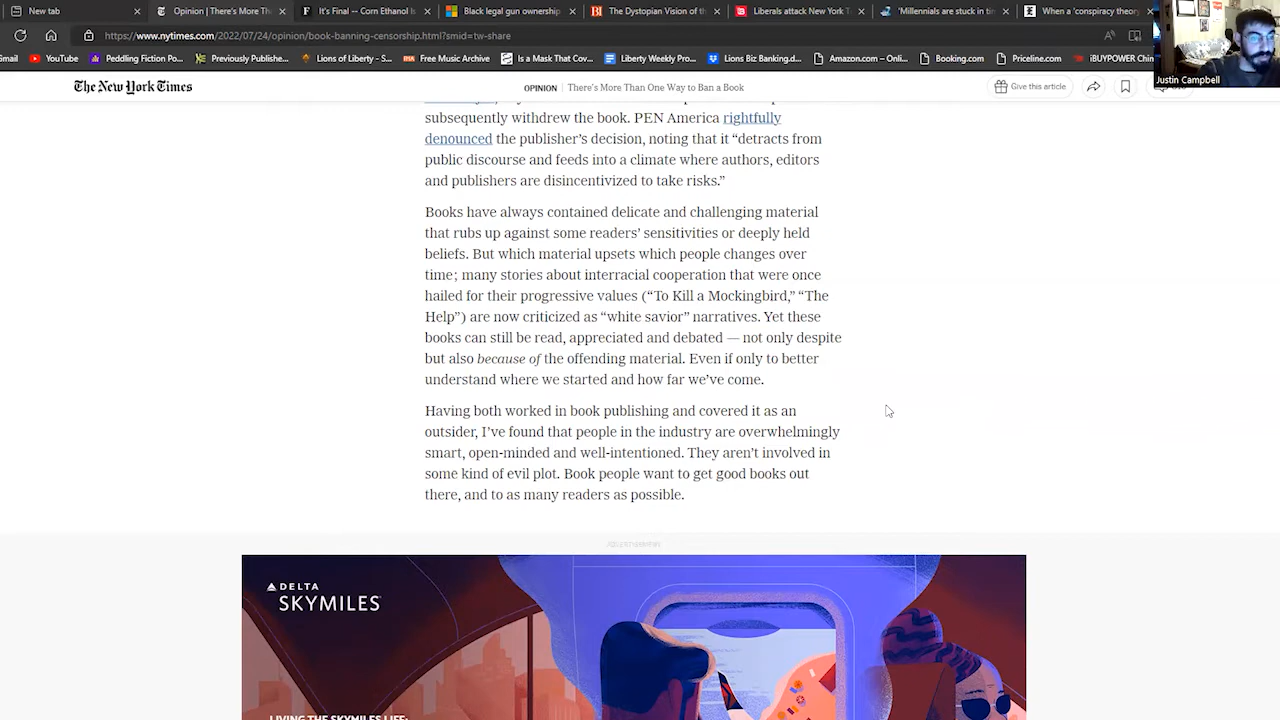 New tab
Opinion | There's More The
It's Final — Corn Ethanol Is
BlackLegal gun ownership
The Dystopian Vision of th
Liberals attack New York T
'Millennials are stuck in tim
When a 'conspiracy theory
https://www.nytimes.com/2022/07/24/opinion/book-banning-censorship.html?smid=tw-share
Gmail
YouTube
Peddling Fiction Po...
Previously Publishe...
Lions of Liberty - S...
Free Music Archive
Is a Mask That Cov...
Liberty Weekly Pro...
Lions Biz Banking.d...
Amazon.com - Onli...
Booking.com
Priceline.com
iBUYPOWER Chim
Justin Campbell
The New York Times
OPINION | There's More Than One Way to Ban a Book
Give this article
subsequently withdrew the book. PEN America rightfully
denounced the publisher's decision, noting that it “detracts from
public discourse and feeds into a climate where authors, editors
and publishers are disincentivized to take risks.”
Books have always contained delicate and challenging material
that rubs up against some readers' sensitivities or deeply held
beliefs. But which material upsets which people changes over
time; many stories about interracial cooperation that were once
hailed for their progressive values (“To Kill a Mockingbird,” “The
Help”) are now criticized as “white savior” narratives. Yet these
books can still be read, appreciated and debated — not only despite
but also because of the offending material. Even if only to better
understand where we started and how far we've come.
Having both worked in book publishing and covered it as an
outsider, I've found that people in the industry are overwhelmingly
smart, open-minded and well-intentioned. They aren't involved in
some kind of evil plot. Book people want to get good books out
there, and to as many readers as possible.
ADVERTISEMENT
DELTA
SKYMILES
LIVING THE SKYMILES LIFE: